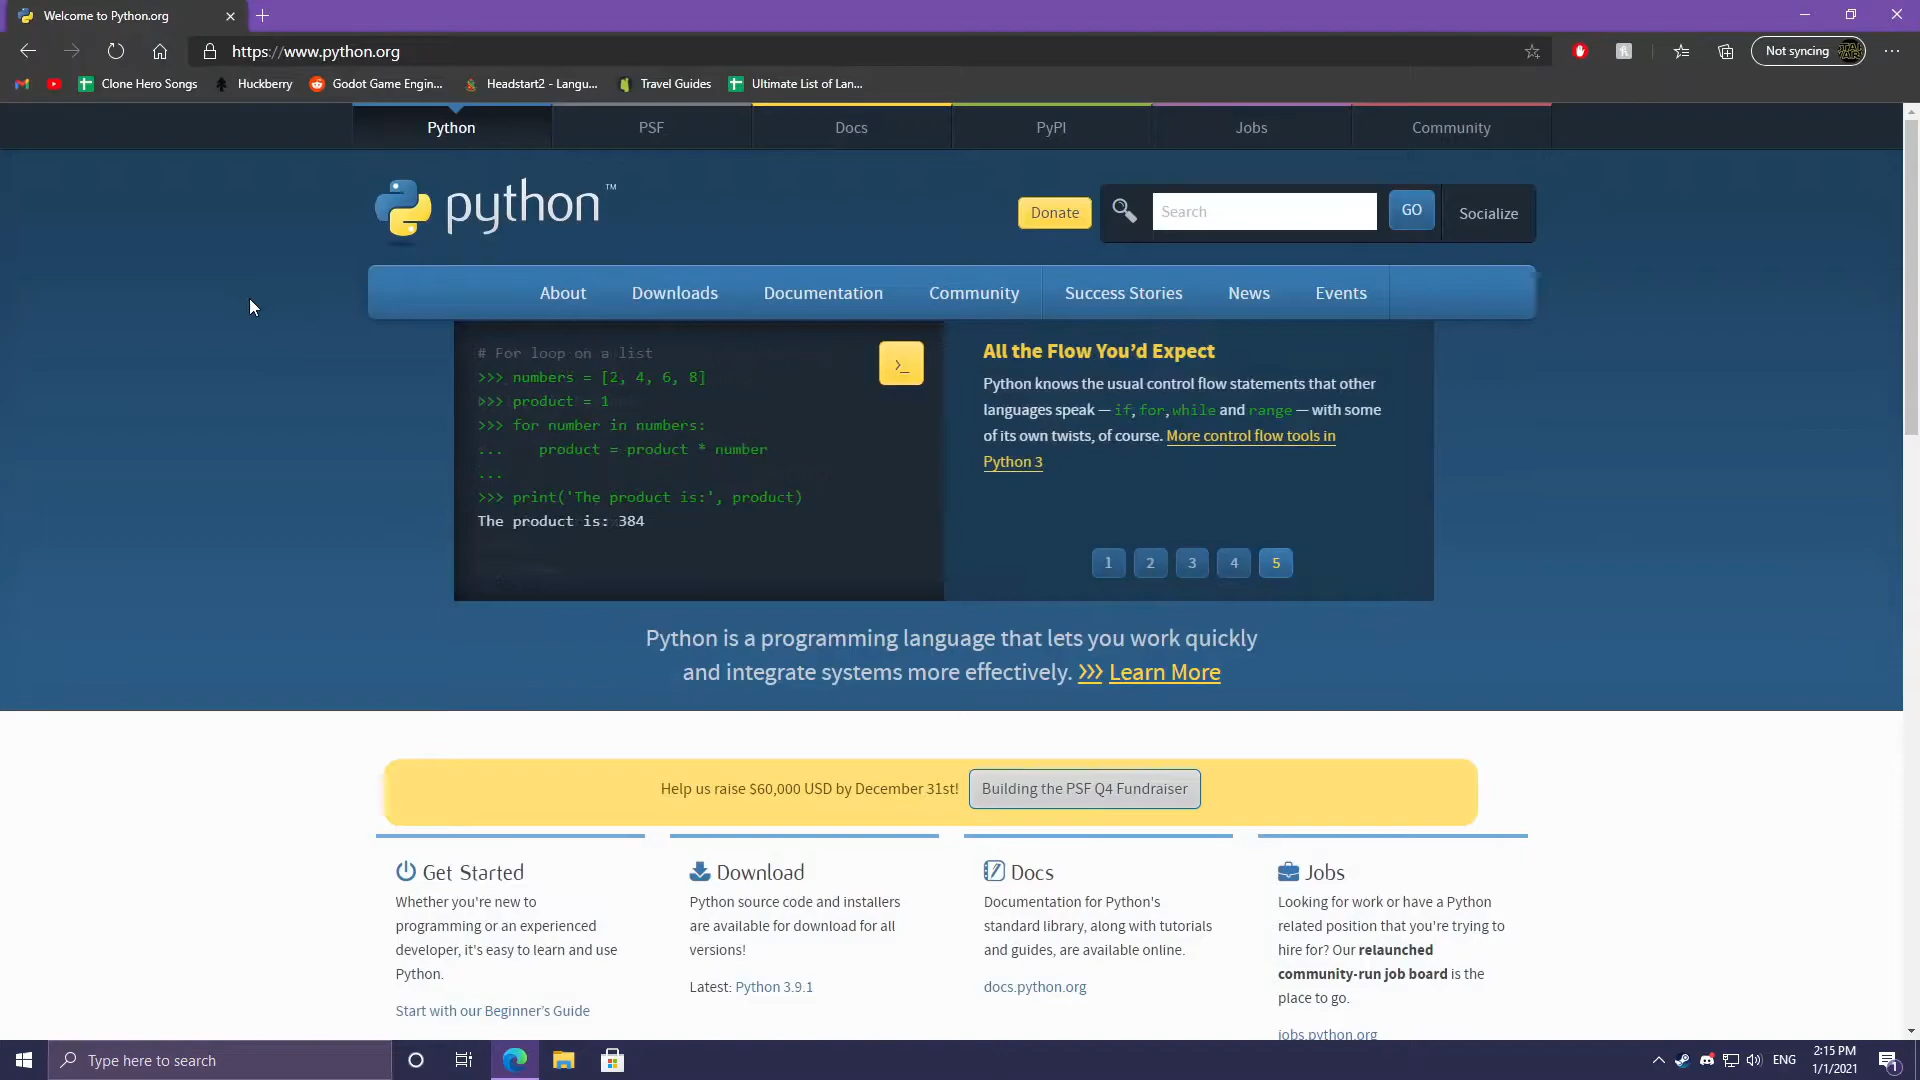 Welcome to Python.org
https://www.python.org
Not syncing
Clone Hero Songs
Huckberry
Godot Game Engin...
Headstart2 - Langu...
Travel Guides
Ultimate List of Lan...
Python
PSF
Docs
PyPI
Jobs
Community
python™
Donate
Search
GO
Socialize
About
Downloads
Documentation
Community
Success Stories
News
Events
# For loop on a list
>>> numbers = [2, 4, 6, 8]
>>> product = 1
>>> for number in numbers:
...    product = product * number
...
>>> print('The product is:', product)
The product is: 384
>_
All the Flow You’d Expect
Python knows the usual control flow statements that other
languages speak — if, for, while and range — with some
of its own twists, of course. More control flow tools in
Python 3
1
2
3
4
5
Python is a programming language that lets you work quickly
and integrate systems more effectively. >>> Learn More
Help us raise $60,000 USD by December 31st!
Building the PSF Q4 Fundraiser
Get Started
Whether you're new to
programming or an experienced
developer, it's easy to learn and use
Python.
Start with our Beginner’s Guide
Download
Python source code and installers
are available for download for all
versions!
Latest: Python 3.9.1
Docs
Documentation for Python's
standard library, along with tutorials
and guides, are available online.
docs.python.org
Jobs
Looking for work or have a Python
related position that you're trying to
hire for? Our relaunched
community-run job board is the
place to go.
jobs.python.org
Type here to search
ENG
2:15 PM
1/1/2021
1